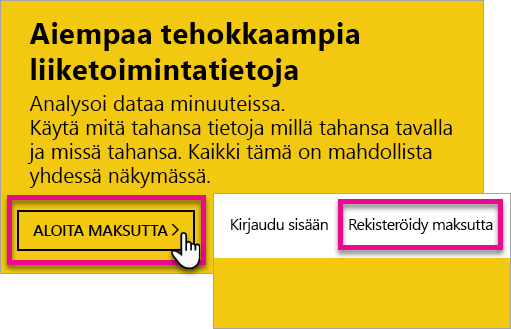 Aiempaa tehokkaampia
liiketoimintatietoja
Analysoi dataa minuuteissa.
Käytä mitä tahansa tietoja millä tahansa tavalla
ja missä tahansa. Kaikki tämä on mahdollista
yhdessä näkymässä.
ALOITA MAKSUTTA >
Kirjaudu sisään Rekisteröidy maksutta